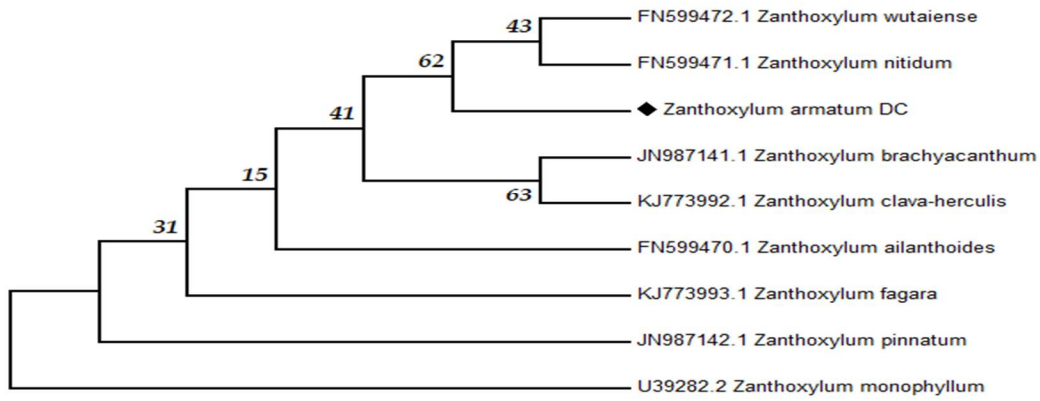 43
FN599472.1 Zanthoxylum wutaiense
62
FN599471.1 Zanthoxylum nitidum
41
Zanthoxylum armatum DC
15
JN987141.1 Zanthoxylum brachyacanthum
63
KJ773992.1 Zanthoxylum clava-herculis
31
FN599470.1 Zanthoxylum ailanthoides
KJ773993.1 Zanthoxylum fagara
JN987142.1 Zanthoxylum pinnatum
U39282.2 Zanthoxylum monophyllum